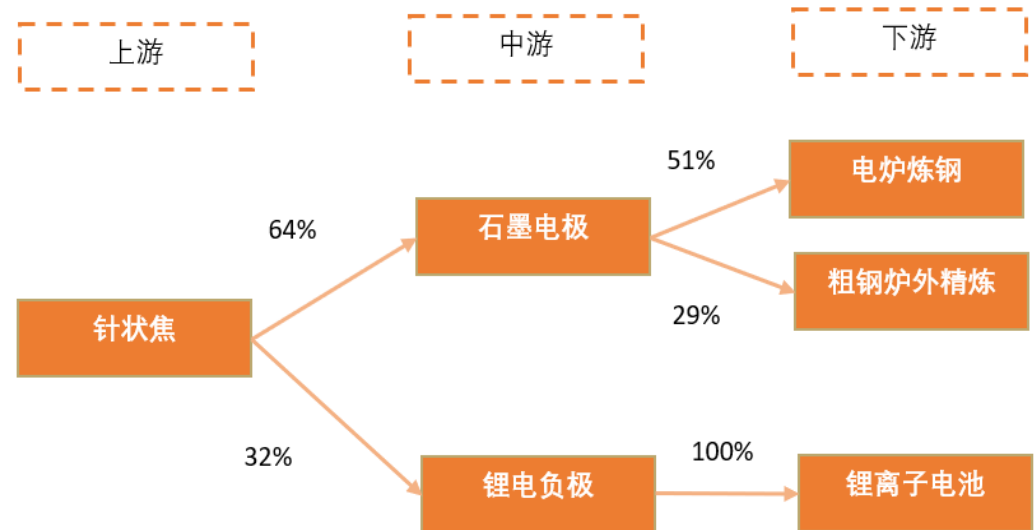 上游
中游
下游
51%
电炉炼钢
64%
石墨电极
粗钢炉外精炼
29%
针状焦
32%
锂电负极
100%
锂离子电池